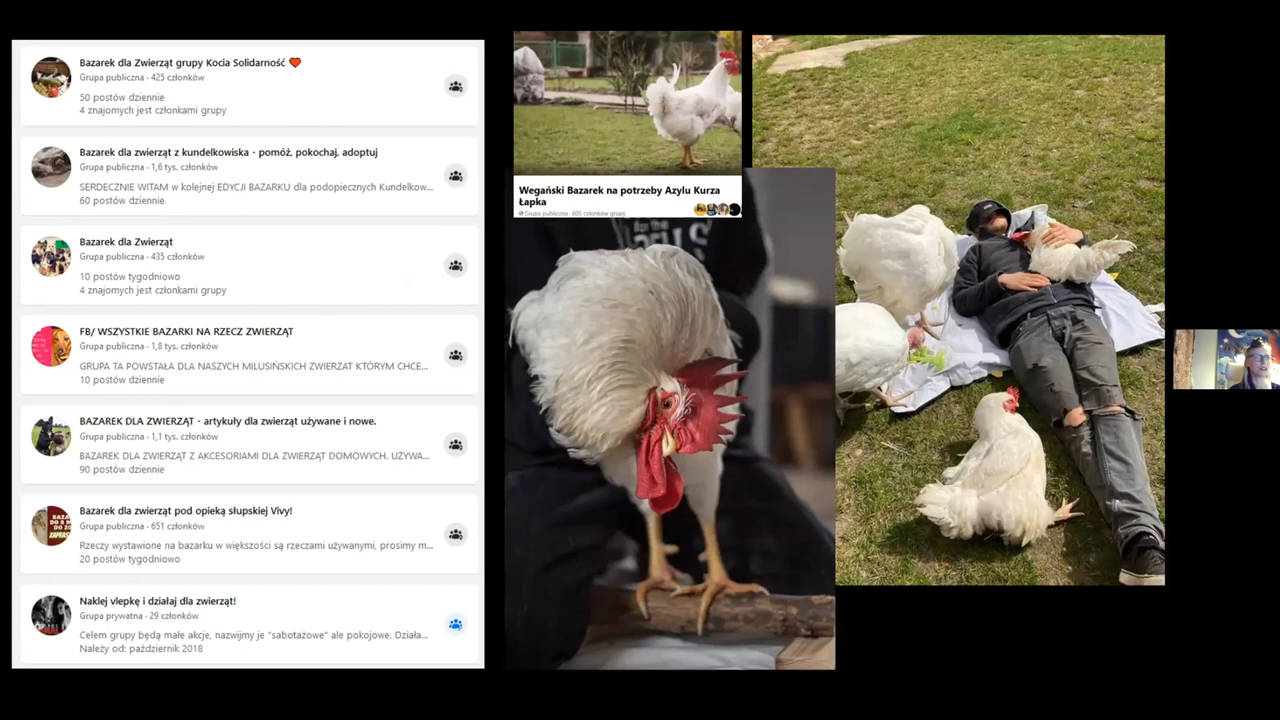 Bazarek dla Zwierząt grupy Kocia Solidarność ❤
Grupa publiczna · 425 członków
50 postów dziennie
4 znajomych jest członkami grupy
Bazarek dla zwierząt z kundelkowiska - pomóż, pokochaj, adoptuj
Grupa publiczna · 1,6 tys. członków
SERDECZNIE WITAM w kolejnej EDYCJI BAZARKU dla podopiecznych Kundelkow...
60 postów dziennie
Bazarek dla Zwierząt
Grupa publiczna · 435 członków
10 postów tygodniowo
4 znajomych jest członkami grupy
FB/ WSZYSTKIE BAZARKI NA RZECZ ZWIERZĄT
Grupa publiczna · 1,8 tys. członków
GRUPA TA POWSTAŁA DLA NASZYCH MILUSIŃSKICH ZWIERZAT KTÓRYM CHCE...
10 postów dziennie
BAZAREK DLA ZWIERZĄT - artykuły dla zwierząt używane i nowe.
Grupa publiczna · 1,1 tys. członków
BAZAREK DLA ZWIERZĄT Z AKCESORIAMI DLA ZWIERZĄT DOMOWYCH. UŻYWA...
90 postów dziennie
Bazarek dla zwierząt pod opieką słupskiej Vivy!
Grupa publiczna · 651 członków
Rzeczy wystawione na bazarku w większości są rzeczami używanymi, prosimy m...
20 postów tygodniowo
Naklej vlepkę i działaj dla zwierząt!
Grupa prywatna · 29 członków
Celem grupy będą małe akcje, nazwijmy je "sabotażowe" ale pokojowe. Działa...
Należy od: październik 2018
Wegański Bazarek na potrzeby Azylu Kurza
Łapka
Grupa publiczna · 605 członków grupy
for the